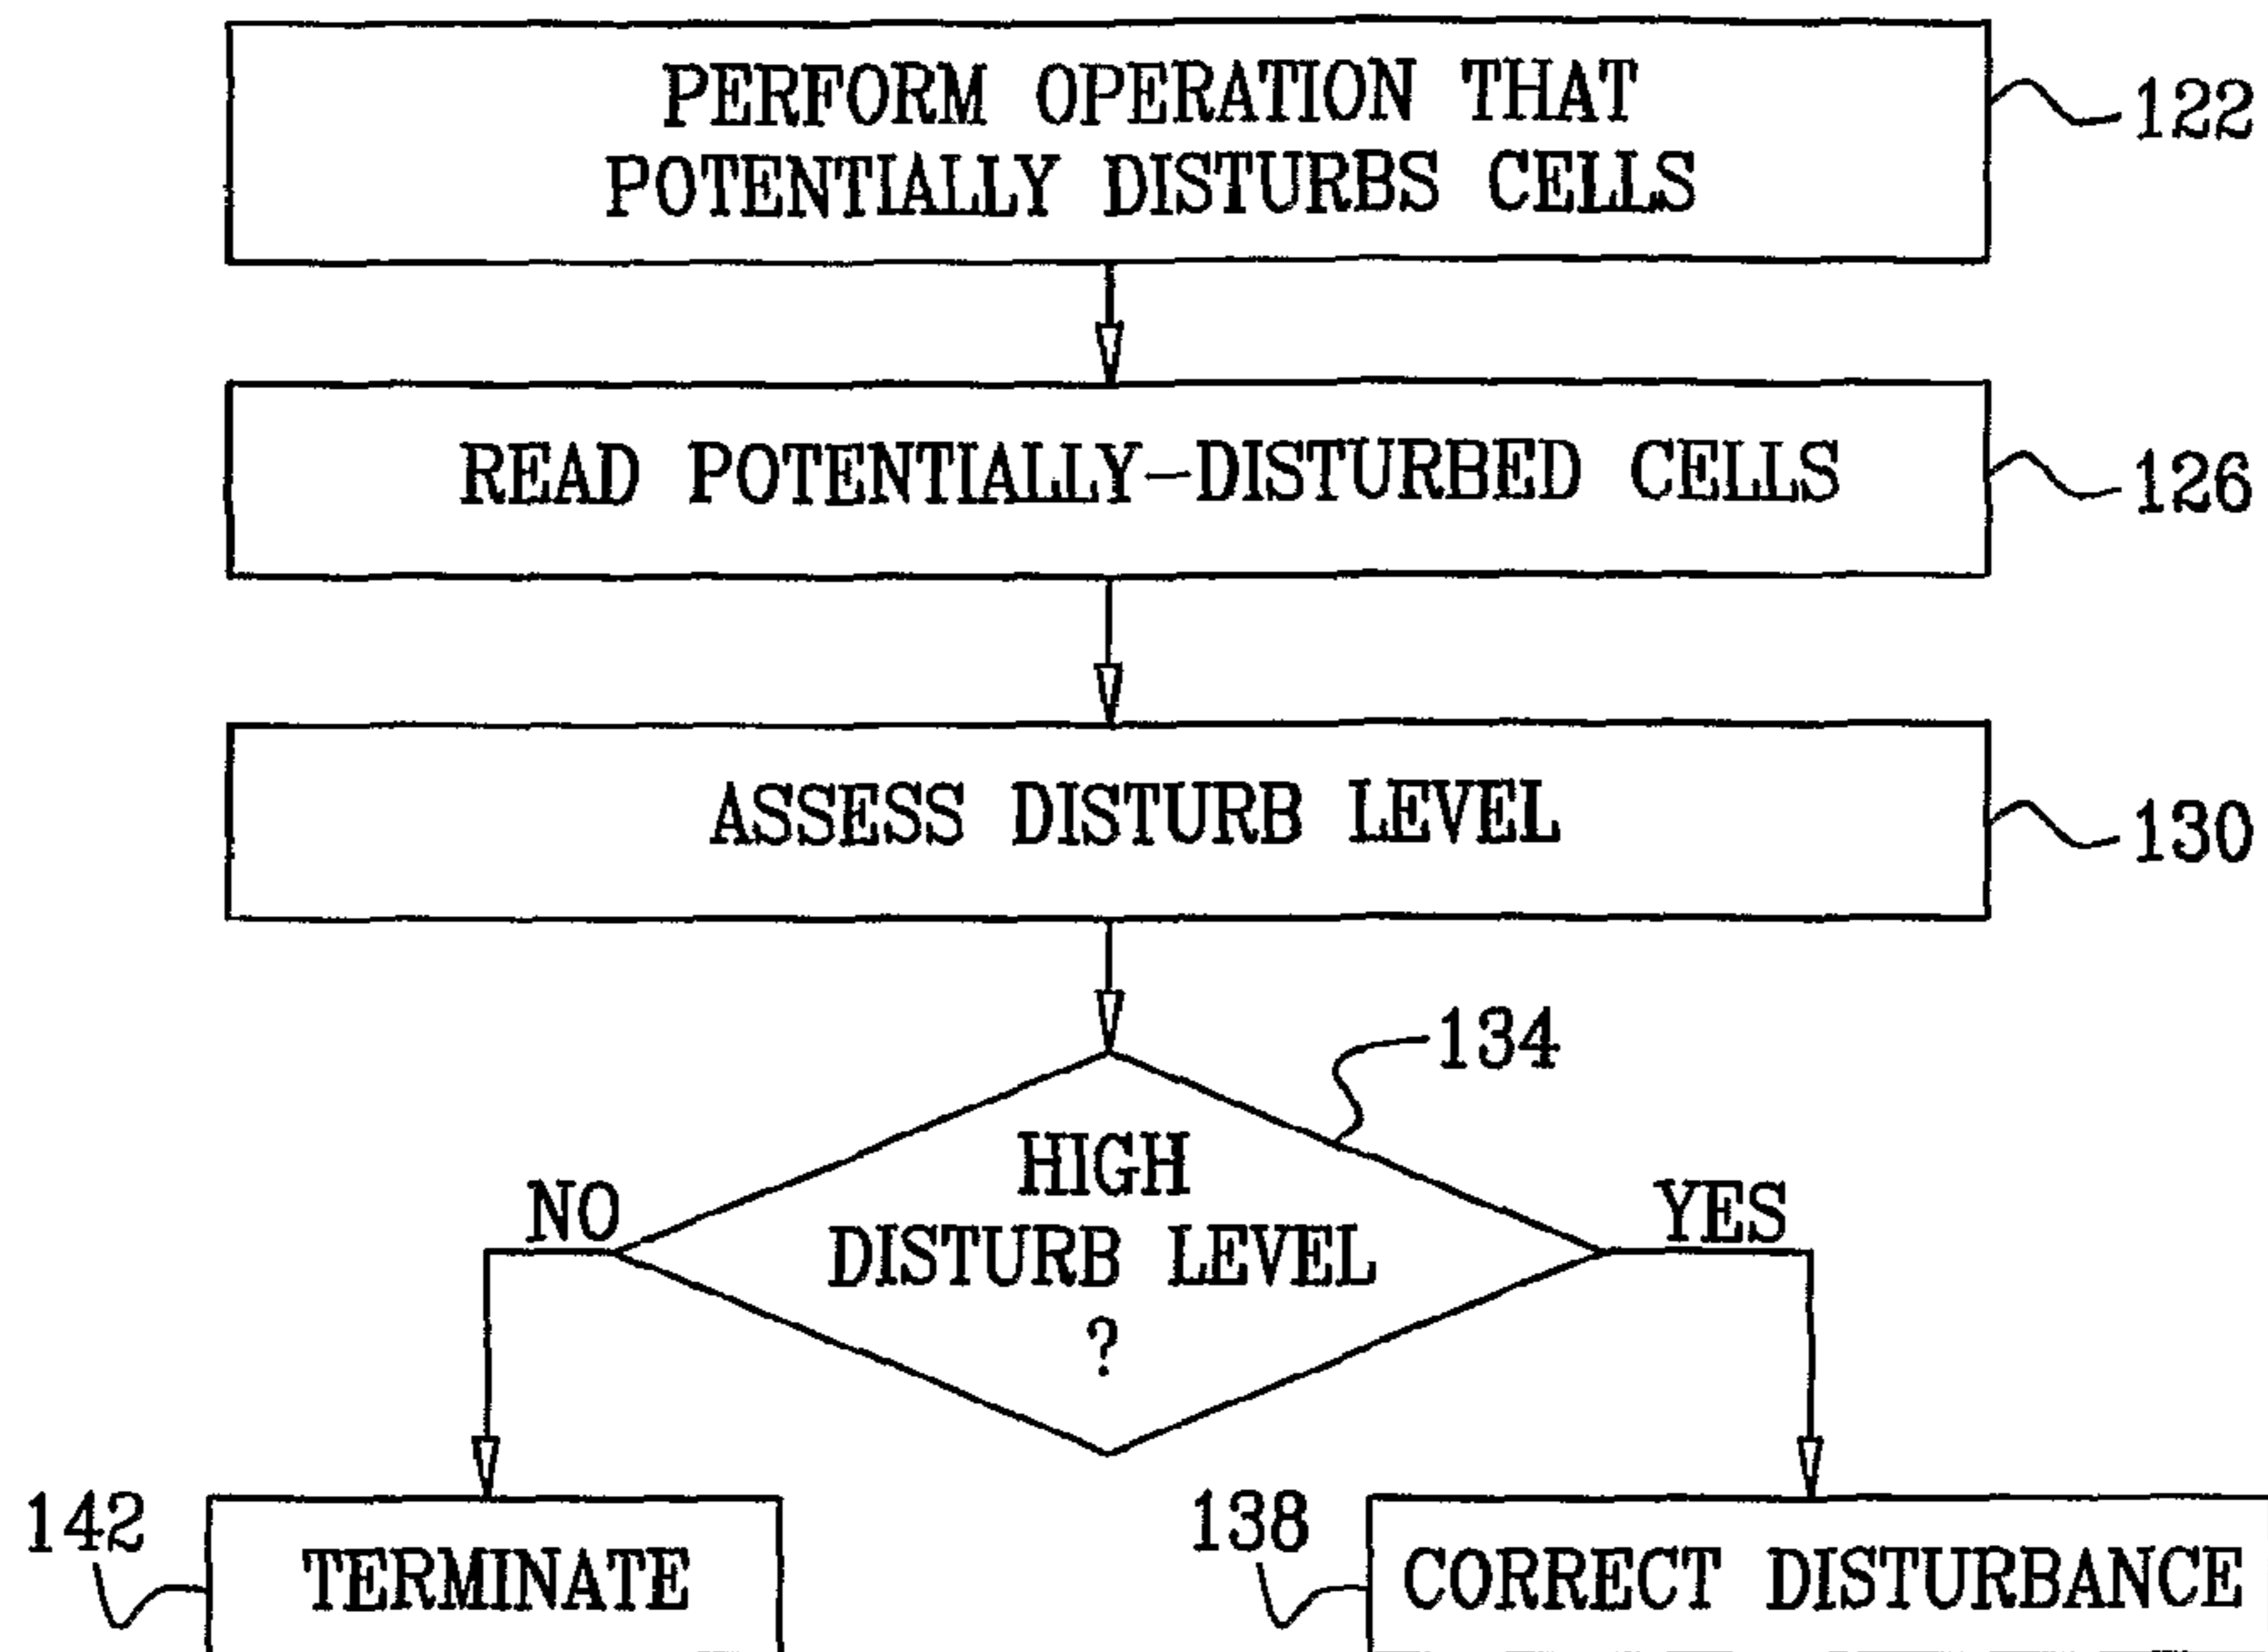 PERFORM OPERATION THAT
POTENTIALLY DISTURBS CELLS
122
READ POTENTIALLY-DISTURBED CELLS
126
ASSESS DISTURB LEVEL
130
134
HIGH
DISTURB LEVEL
?
NO
YES
142
TERMINATE
138
CORRECT DISTURBANCE